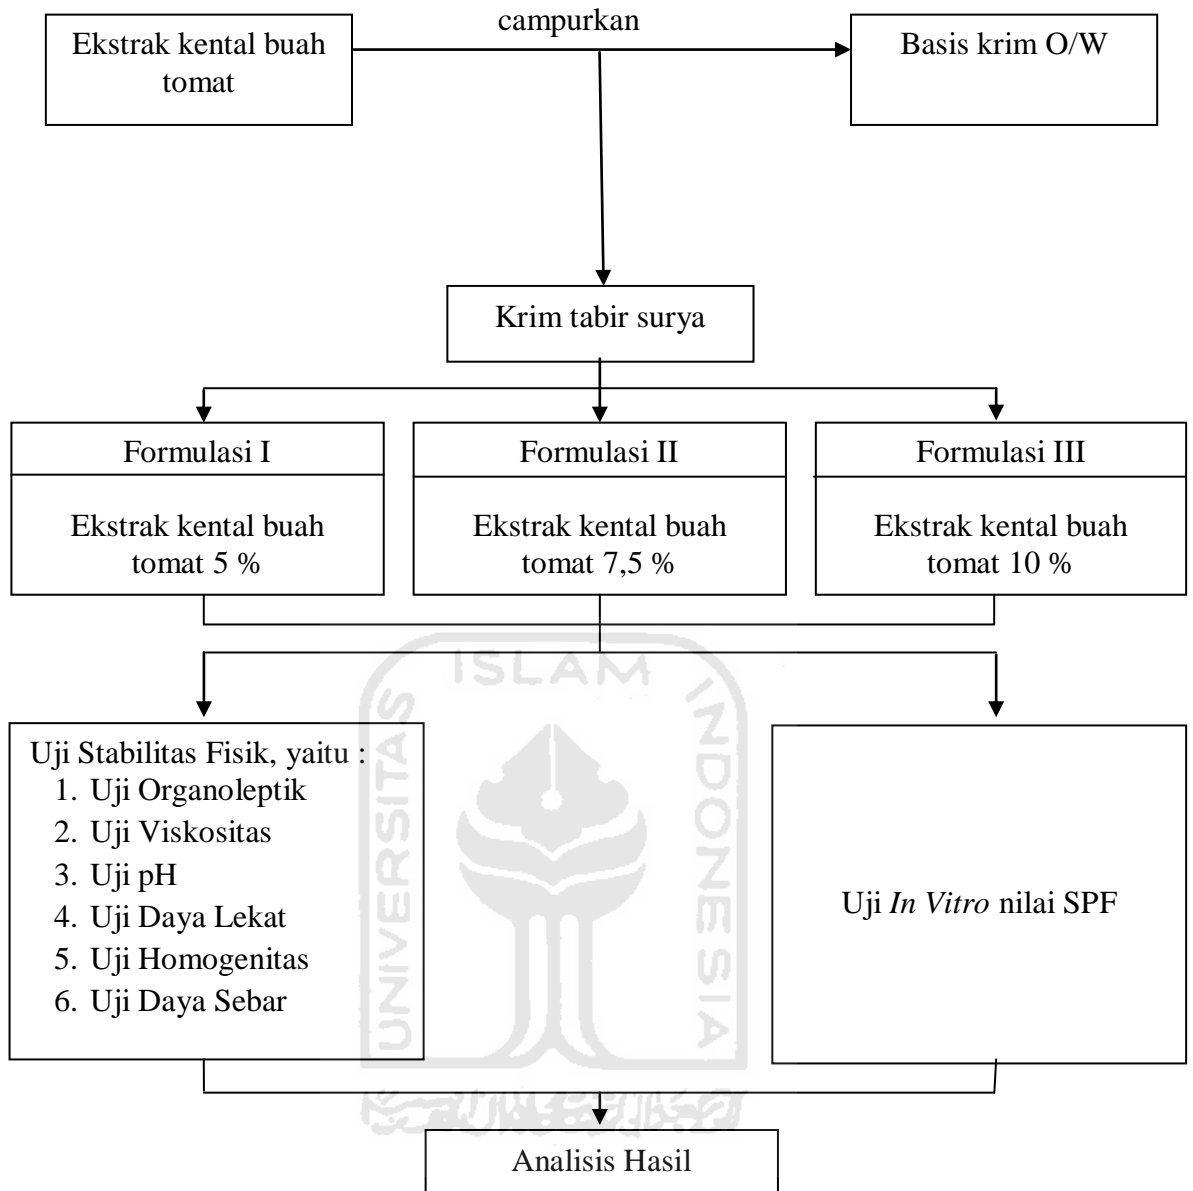 campurkan
Ekstrak kental buah
tomat
Basis krim O/W
Krim tabir surya
Formulasi I
Ekstrak kental buah
tomat 5 %
Formulasi II
Ekstrak kental buah
tomat 7,5 %
Formulasi III
Ekstrak kental buah
tomat 10 %
ISLAM
UNIVERSITAS
INDONESIA
Uji Stabilitas Fisik, yaitu :
1. Uji Organoleptik
2. Uji Viskositas
3. Uji pH
4. Uji Daya Lekat
5. Uji Homogenitas
6. Uji Daya Sebar
Uji In Vitro nilai SPF
Analisis Hasil